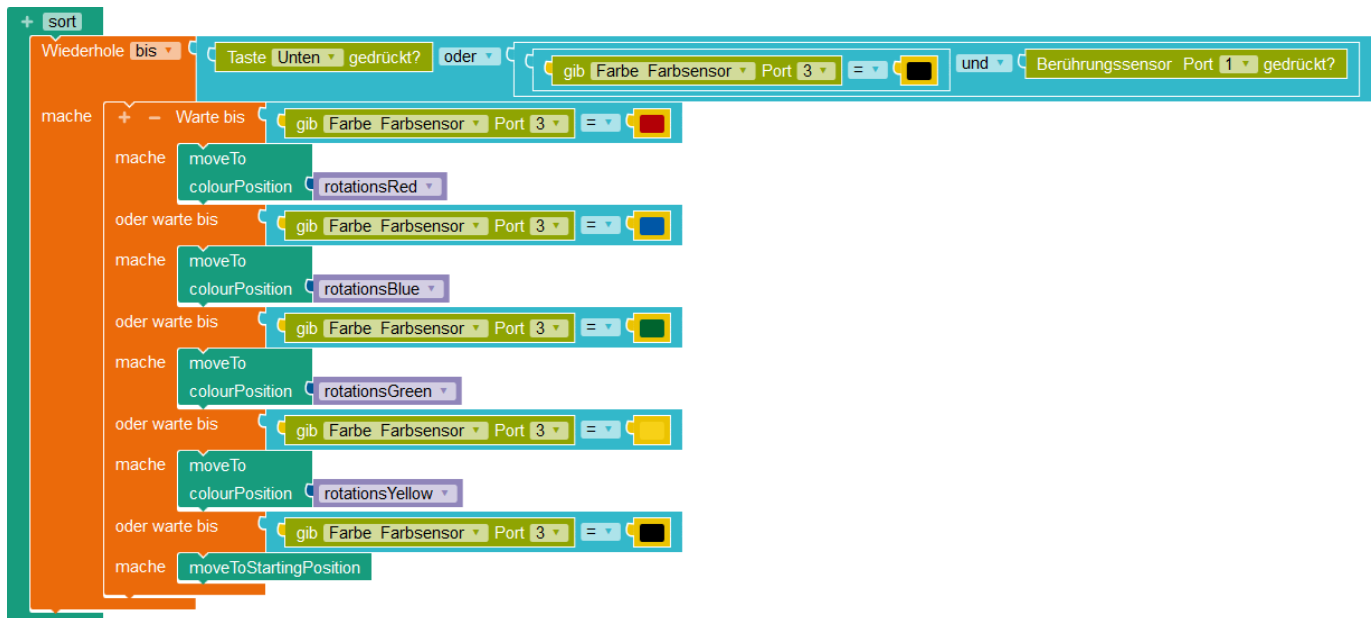 + sort
Wiederhole bis Taste Unten gedrückt? oder gib Farbe Farbsensor Port 3 = und Berührungssensor Port 1 gedrückt?
mache + − Warte bis gib Farbe Farbsensor Port 3 =
mache moveTo
colourPosition rotationsRed
oder warte bis gib Farbe Farbsensor Port 3 =
mache moveTo
colourPosition rotationsBlue
oder warte bis gib Farbe Farbsensor Port 3 =
mache moveTo
colourPosition rotationsGreen
oder warte bis gib Farbe Farbsensor Port 3 =
mache moveTo
colourPosition rotationsYellow
oder warte bis gib Farbe Farbsensor Port 3 =
mache moveToStartingPosition